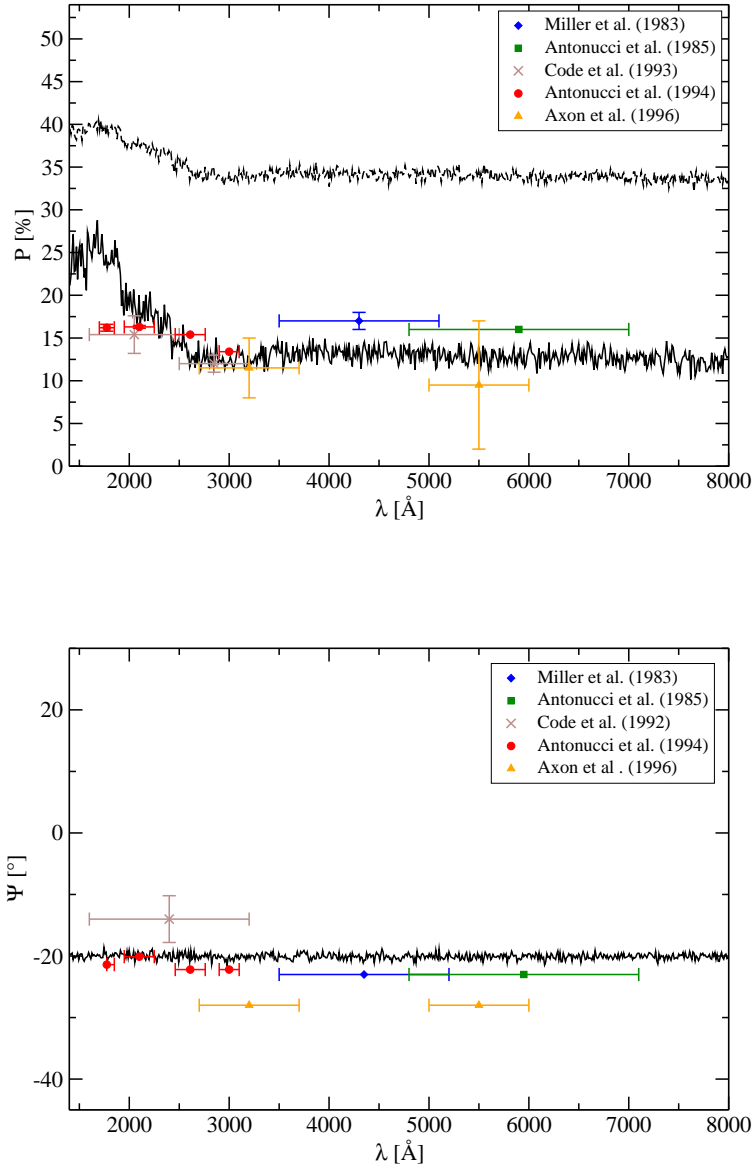 Miller et al. (1983)
Antonucci et al. (1985)
Code et al. (1993)
Antonucci et al. (1994)
Axon et al. (1996)
50
45
40
35
30
25
20
15
10
5
0
P [%]
2000 3000 4000 5000 6000 7000 8000
λ [Å]
Miller et al. (1983)
Antonucci et al. (1985)
Code et al. (1992)
Antonucci et al. (1994)
Axon et al . (1996)
20
0
-20
-40
Ψ [°]
2000 3000 4000 5000 6000 7000 8000
λ [Å]